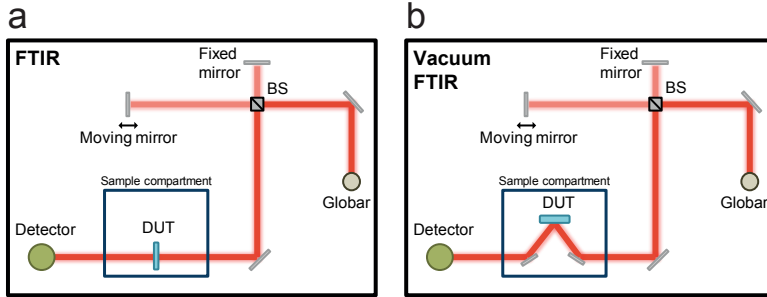 a
FTIR
Fixed
mirror
BS
Moving mirror
Sample compartment
Globar
Detector
DUT
b
Vacuum
FTIR
Fixed
mirror
BS
Moving mirror
Sample compartment
Globar
Detector
DUT